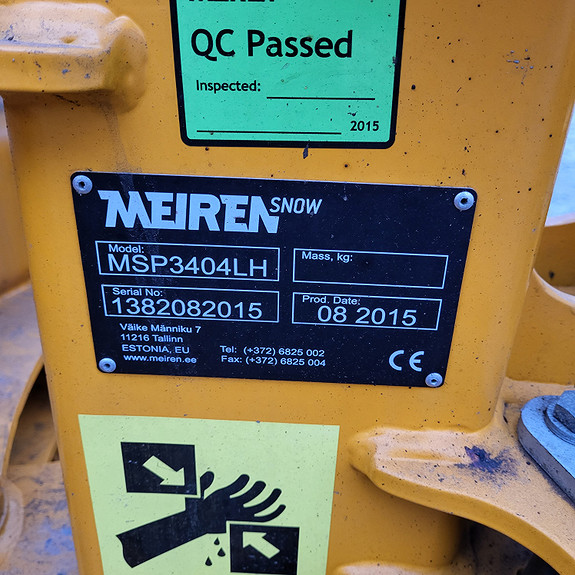 QC Passed
Inspected:
2015
MEIREN SNOW
Model:
MSP3404LH
Mass, kg:
Serial No:
1382082015
Prod. Date:
08 2015
Väike Männiku 7
11216 Tallinn
ESTONIA, EU
www.meiren.ee
Tel: (+372) 6825 002
Fax: (+372) 6825 004
CE